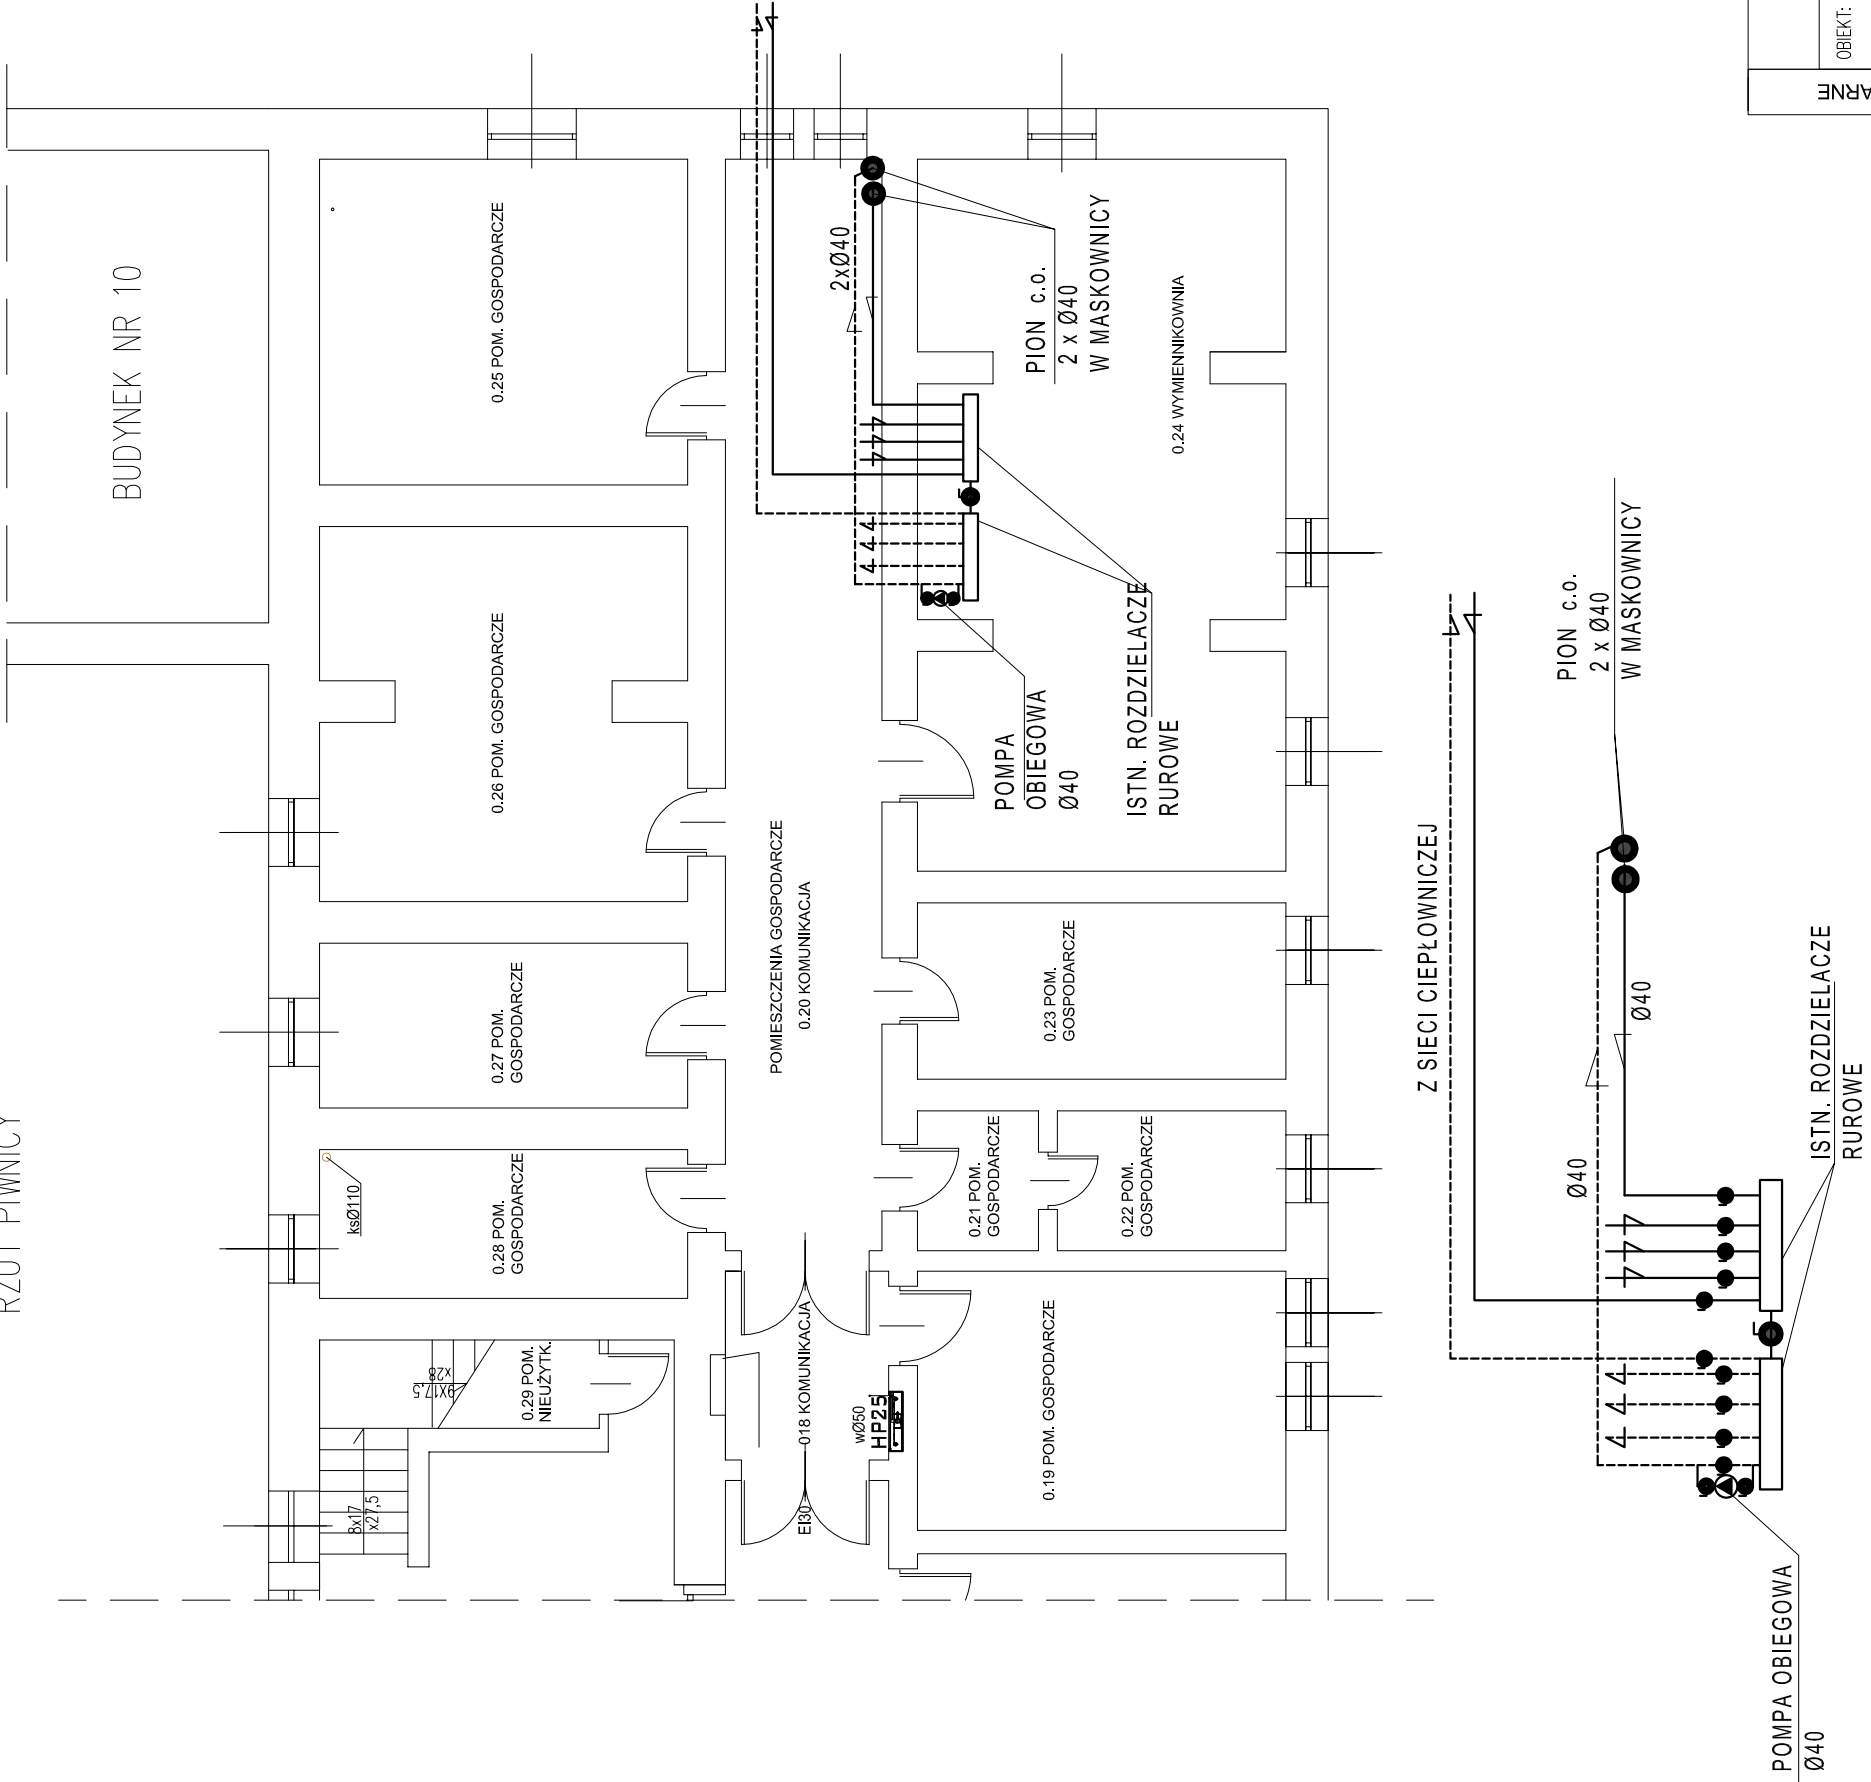 RZUT PIWNICY
BUDYNEK NR 10
0.25 POM. GOSPODARCZE
0.26 POM. GOSPODARCZE
0.27 POM.
GOSPODARCZE
0.28 POM.
GOSPODARCZE
ksØ110
0.29 POM.
NIEUŻYTK.
9X17,5
x28
8x17
x27,5
POMIESZCZENIA GOSPODARCZE
0.20 KOMUNIKACJA
018 KOMUNIKACJA
EI30
wØ50
HP25
2xØ40
PION c.o.
2 x Ø40
W MASKOWNICY
0.24 WYMIENNIKOWNIA
POMPA
OBIEGOWA
Ø40
ISTN. ROZDZIELACZE
RUROWE
0.23 POM.
GOSPODARCZE
0.21 POM.
GOSPODARCZE
0.22 POM.
GOSPODARCZE
0.19 POM. GOSPODARCZE
Z SIECI CIEPŁOWNICZEJ
PION c.o.
2 x Ø40
W MASKOWNICY
Ø40
Ø40
ISTN. ROZDZIELACZE
RUROWE
POMPA OBIEGOWA
Ø40
OBIEKT:
ARNE